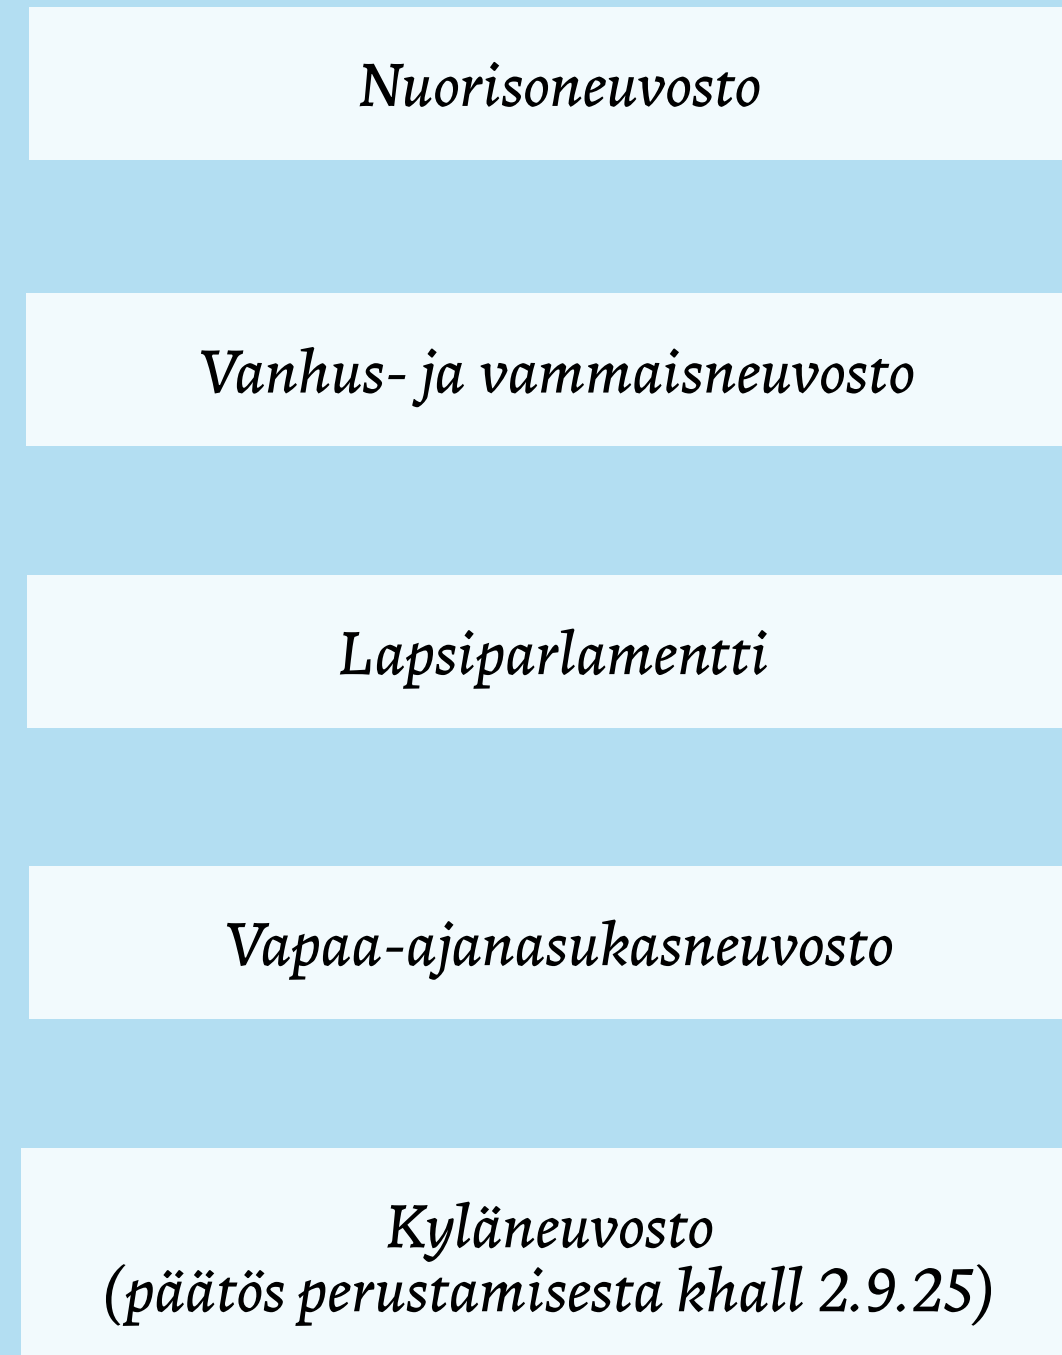 Nuorisoneuvosto
Vanhus- ja vammaisneuvosto
Lapsiparlamentti
Vapaa-ajanasukasneuvosto
Kyläneuvosto
(päätös perustamisesta khall 2.9.25)